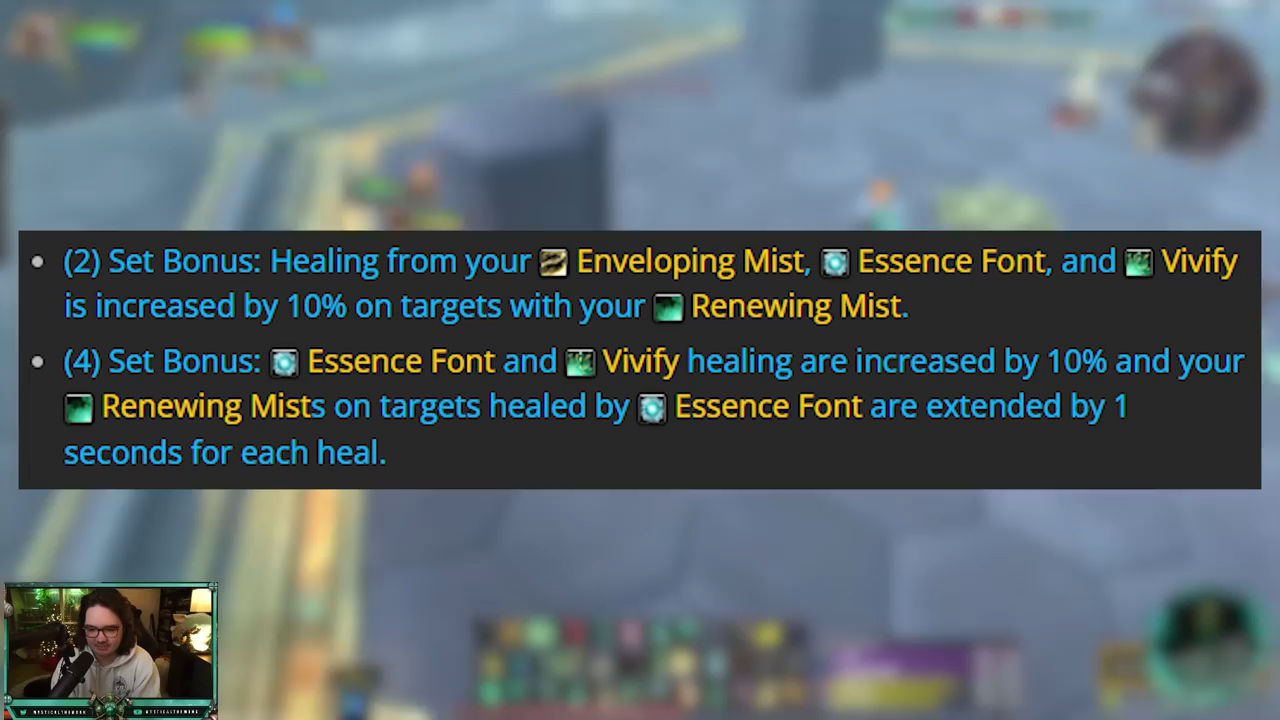 (2) Set Bonus: Healing from your Enveloping Mist, Essence Font, and Vivify
is increased by 10% on targets with your Renewing Mist.
(4) Set Bonus: Essence Font and Vivify healing are increased by 10% and your
Renewing Mists on targets healed by Essence Font are extended by 1
seconds for each heal.